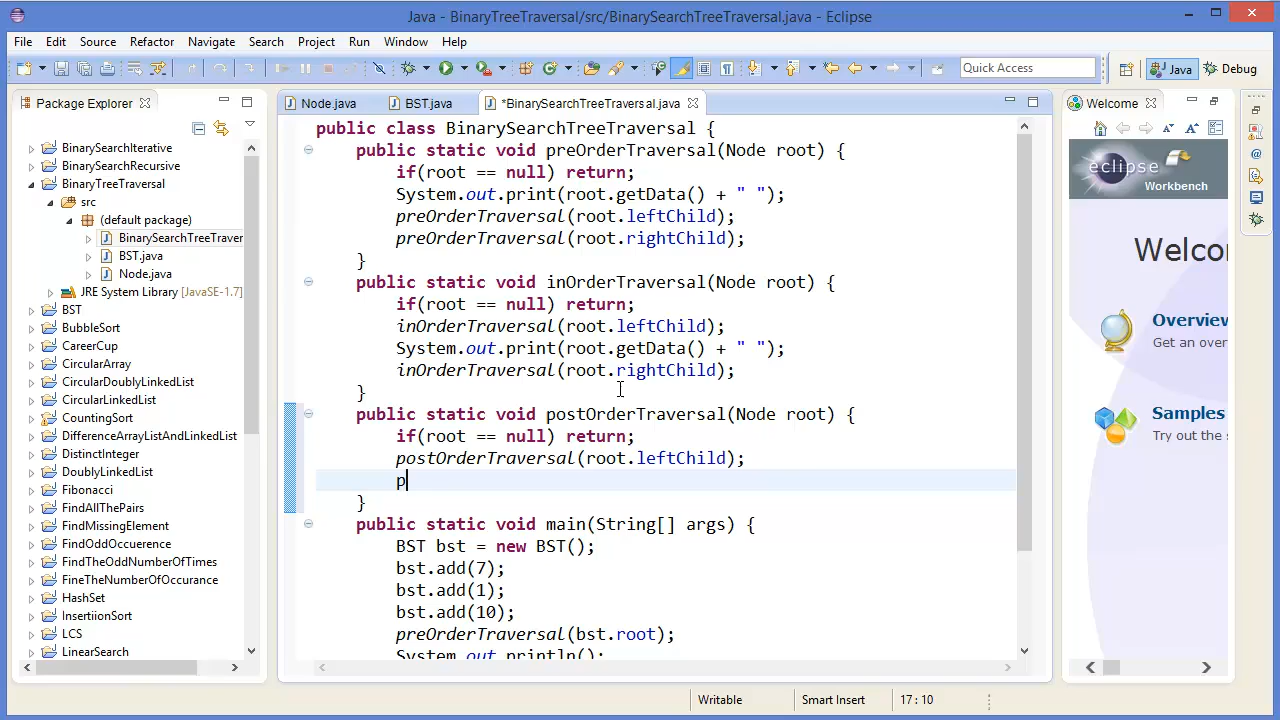 Java - BinaryTreeTraversal/src/BinarySearchTreeTraversal.java - Eclipse
File Edit Source Refactor Navigate Search Project Run Window Help
Quick Access
Java
Debug
Package Explorer
BinarySearchIterative
BinarySearchRecursive
BinaryTreeTraversal
src
(default package)
BinarySearchTreeTraver
BST.java
Node.java
JRE System Library [JavaSE-1.7]
BST
BubbleSort
CareerCup
CircularArray
CircularDoublyLinkedList
CircularLinkedList
CountingSort
DifferenceArrayListAndLinkedList
DistinctInteger
DoublyLinkedList
Fibonacci
FindAllThePairs
FindMissingElement
FindOddOccuerence
FindTheOddNumberOfTimes
FineTheNumberOfOccurance
HashSet
InsertiionSort
LCS
LinearSearch
Node.java
BST.java
*BinarySearchTreeTraversal.java
public class BinarySearchTreeTraversal {
public static void preOrderTraversal(Node root) {
if(root == null) return;
System.out.print(root.getData() + " ");
preOrderTraversal(root.leftChild);
preOrderTraversal(root.rightChild);
}
public static void inOrderTraversal(Node root) {
if(root == null) return;
inOrderTraversal(root.leftChild);
System.out.print(root.getData() + " ");
inOrderTraversal(root.rightChild);
}
public static void postOrderTraversal(Node root) {
if(root == null) return;
postOrderTraversal(root.leftChild);
p
}
public static void main(String[] args) {
BST bst = new BST();
bst.add(7);
bst.add(1);
bst.add(10);
preOrderTraversal(bst.root);
System.out.println();
Welcome
eclipse
Workbench
Welco
Overview
Get an over
Samples
Try out the
Writable
Smart Insert
17 : 10